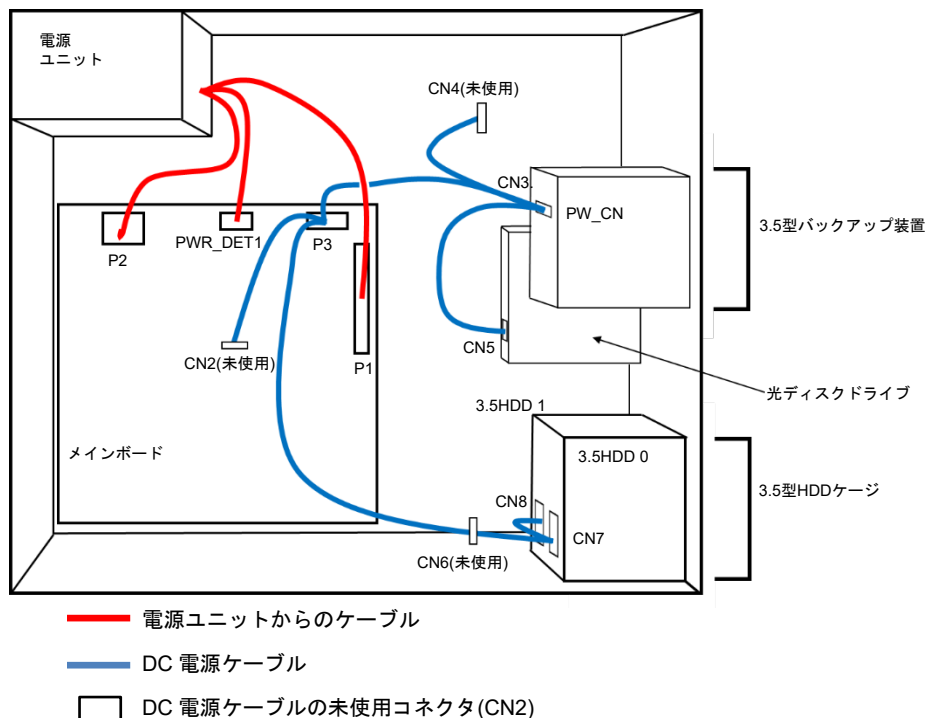 電源
ユニット
CN4(未使用)
CN3.
PW_CN
3.5型バックアップ装置
P2
PWR_DET1
P3
CN2(未使用)
P1
CN5
光ディスクドライブ
3.5HDD 1
メインボード
3.5HDD 0
3.5型HDDケージ
CN8
CN7
CN6(未使用)
電源ユニットからのケーブル
DC 電源ケーブル
DC 電源ケーブルの未使用コネクタ(CN2)